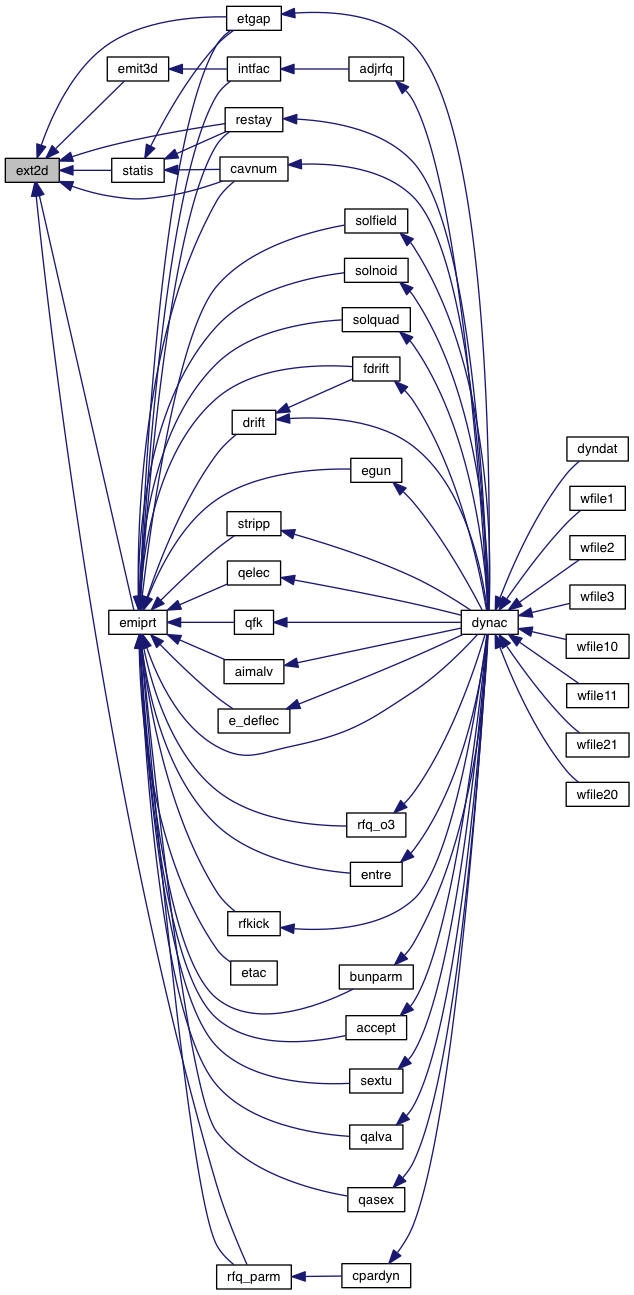 etgap
emit3d
intfac
adjrfq
restay
ext2d
statis
cavnum
solfield
solnoid
solquad
fdrift
drift
dyndat
egun
wfile1
stripp
wfile2
qelec
wfile3
emiprt
qfk
dynac
wfile10
aimalv
wfile11
e_deflec
wfile21
wfile20
rfq_o3
entre
rfkick
etac
bunparm
accept
sextu
qalva
qasex
rfq_parm
cpardyn